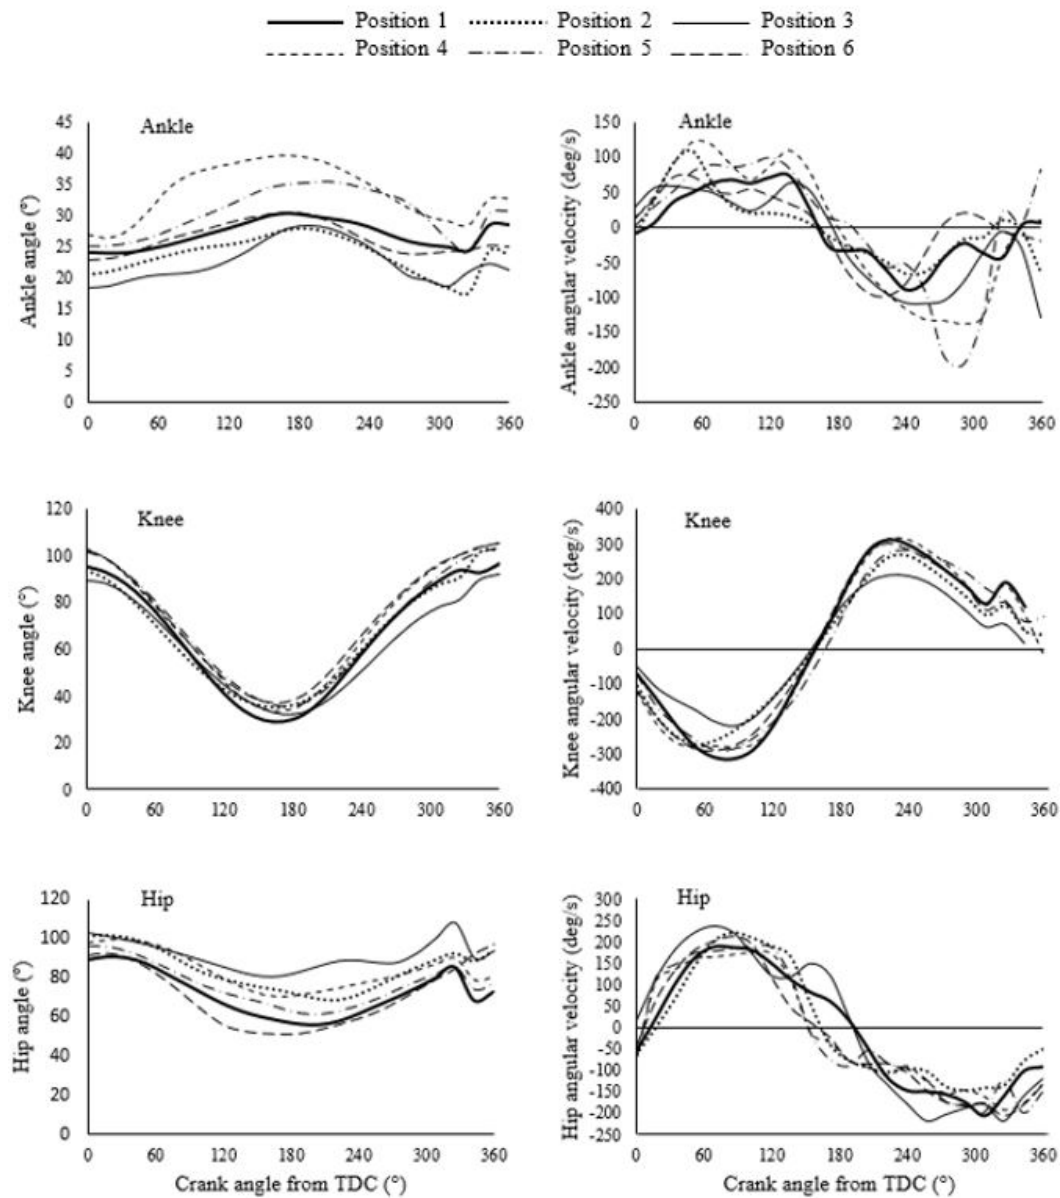 Position 1 Position 2 Position 3
Position 4 Position 5 Position 6
Ankle
Ankle angle (°)
45
40
35
30
25
20
15
10
5
0
0 60 120 180 240 300 360
Ankle
Ankle angular velocity (deg/s)
150
100
50
0
-50
-100
-150
-200
-250
0 60 120 180 240 300 360
Knee
Knee angle (°)
120
100
80
60
40
20
0
0 60 120 180 240 300 360
Knee
Knee angular velocity (deg/s)
400
300
200
100
0
-100
-200
-300
-400
0 60 120 180 240 300 360
Hip
Hip angle (°)
120
100
80
60
40
20
0
0 60 120 180 240 300 360
Crank angle from TDC (°)
Hip
Hip angular velocity (deg/s)
300
250
200
150
100
50
0
-50
-100
-150
-200
-250
0 60 120 180 240 300 360
Crank angle from TDC (°)